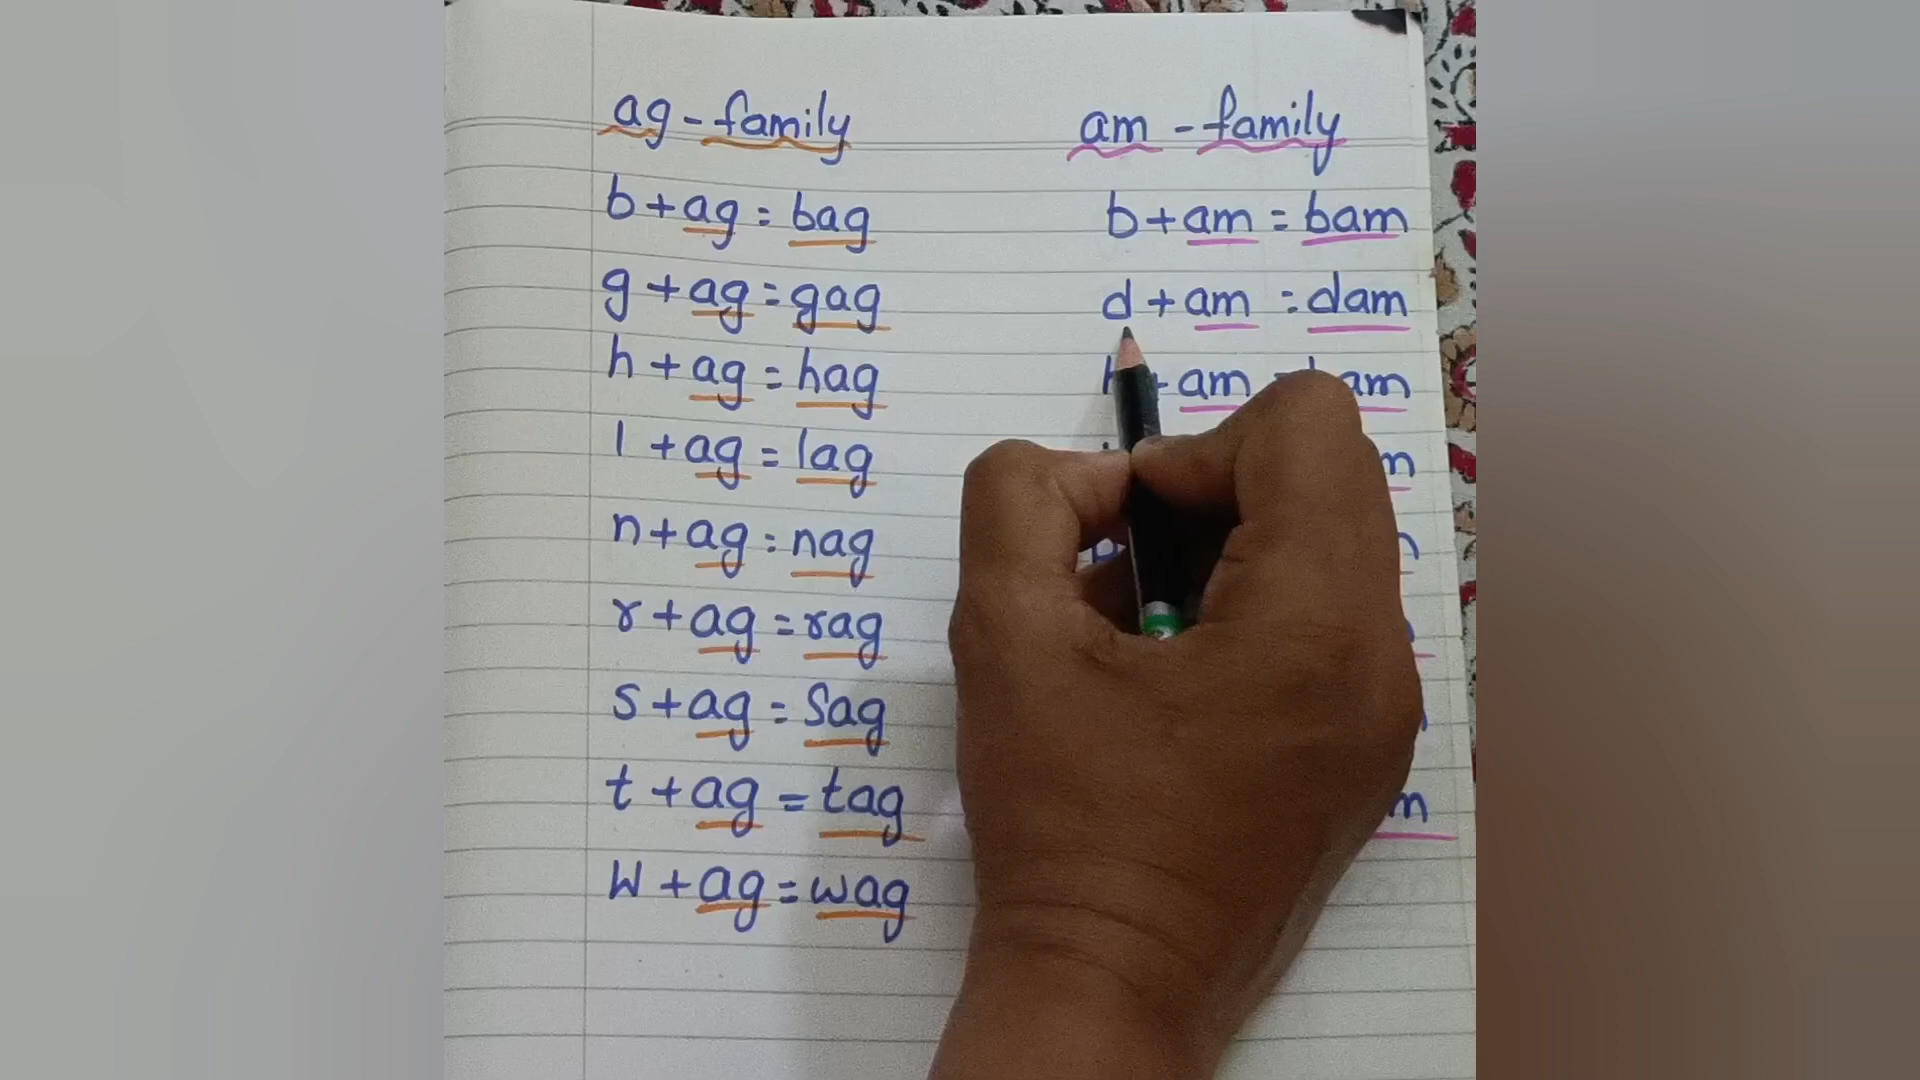 ag - family
b + ag = bag
g + ag = gag
h + ag = hag
l + ag = lag
n + ag = nag
r + ag = rag
s + ag = Sag
t + ag = tag
W + ag = wag
am - family
b + am = bam
d + am = dam
+ am